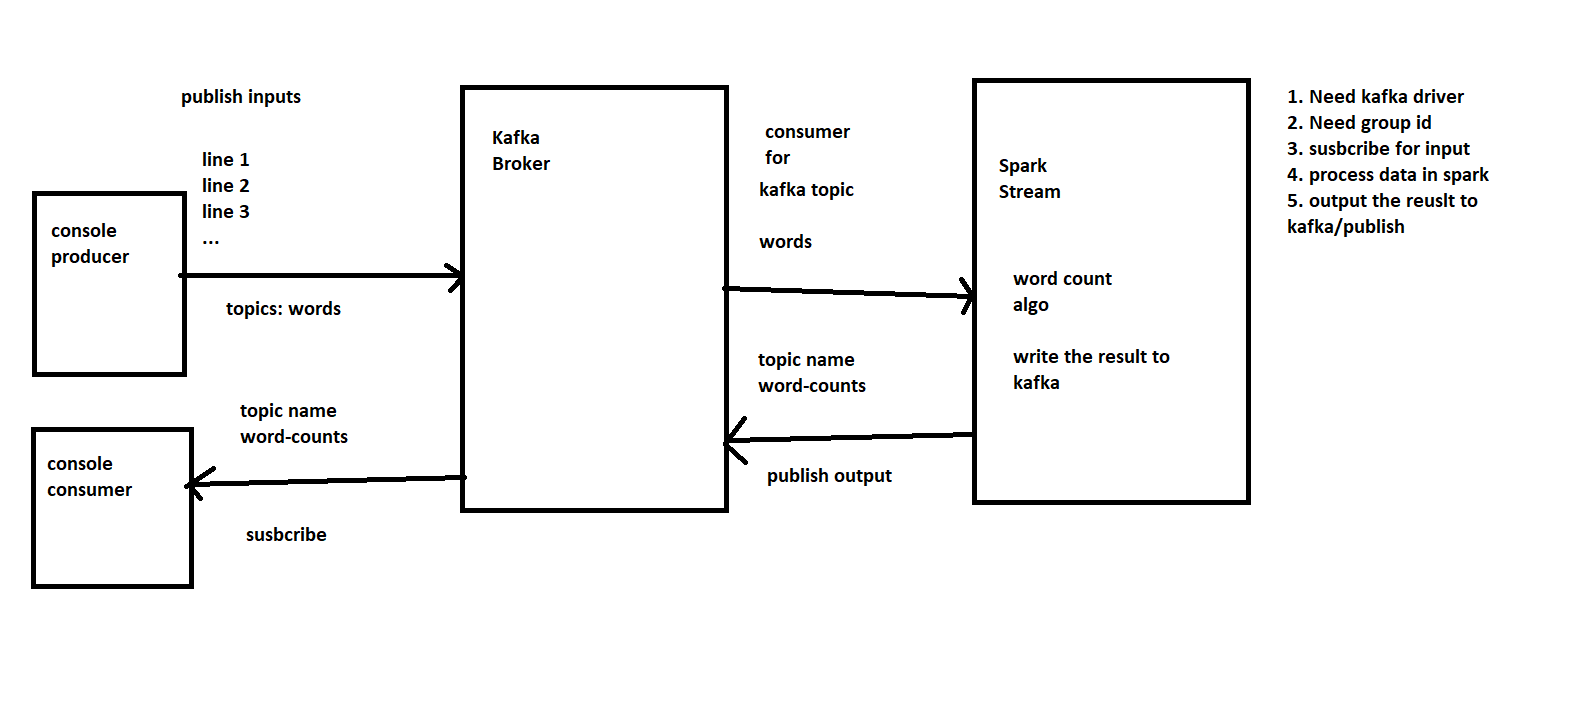 publish inputs
line 1
line 2
line 3
...
console
producer
topics: words
topic name
word-counts
console
consumer
susbcribe
Kafka
Broker
consumer
for
kafka topic
words
topic name
word-counts
publish output
Spark
Stream
word count
algo
write the result to
kafka
1. Need kafka driver
2. Need group id
3. susbcribe for input
4. process data in spark
5. output the reuslt to
kafka/publish